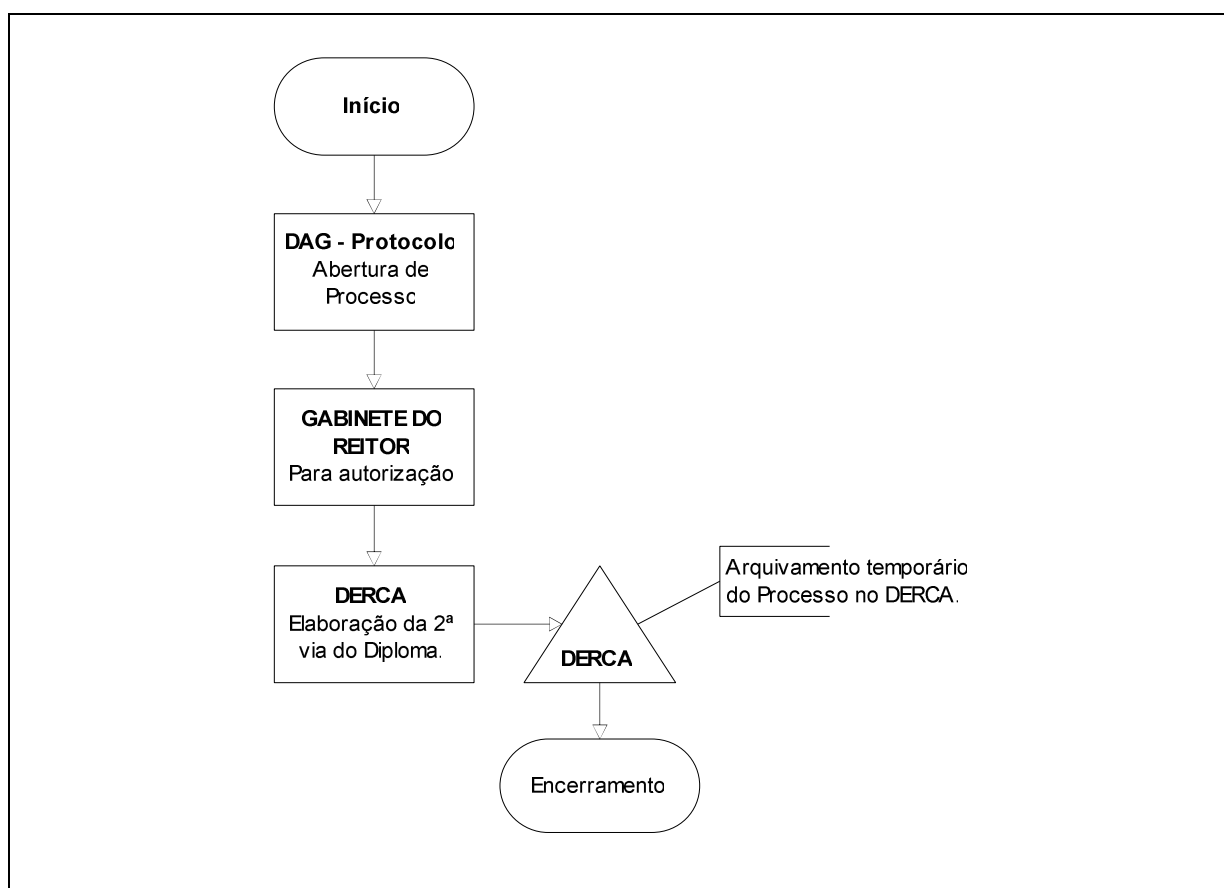 Início
DAG - Protocolo
Abertura de
Processo
GABINETE DO
REITOR
Para autorização
DERCA
Elaboração da 2ª
via do Diploma.
DERCA
Arquivamento temporário
do Processo no DERCA.
Encerramento